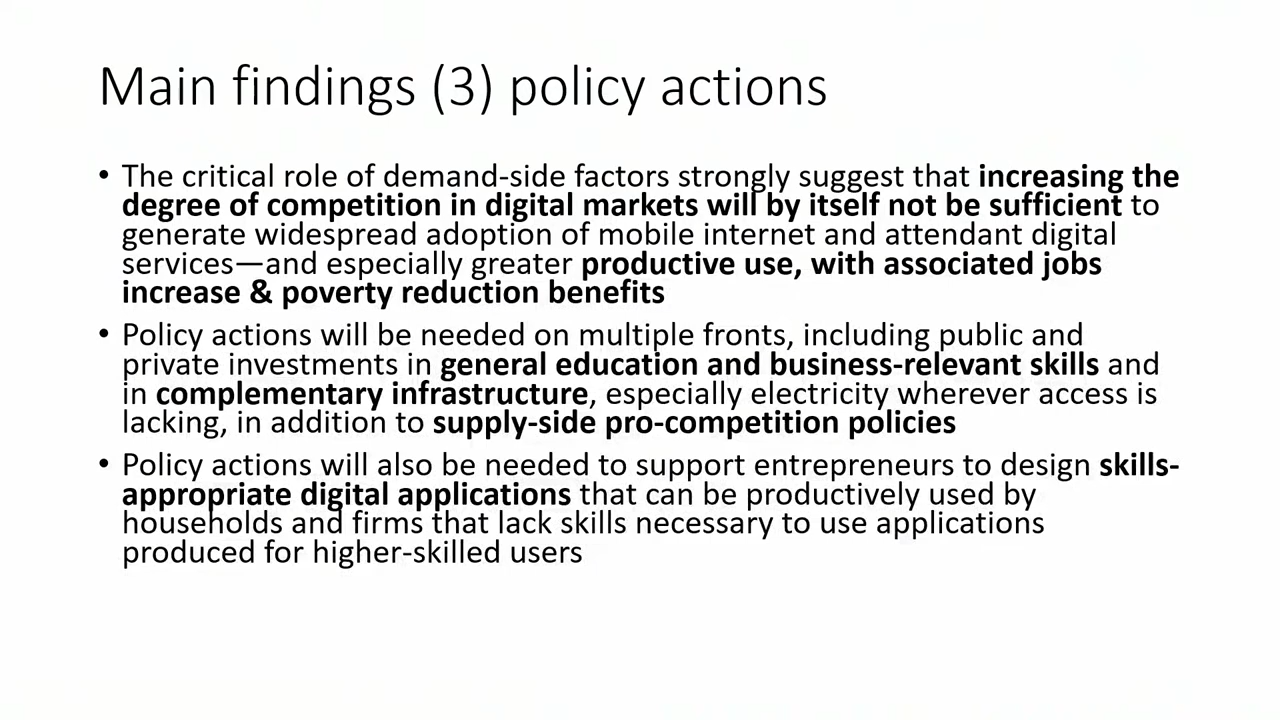 Main findings (3) policy actions
• The critical role of demand-side factors strongly suggest that increasing the
degree of competition in digital markets will by itself not be sufficient to
generate widespread adoption of mobile internet and attendant digital
services—and especially greater productive use, with associated jobs
increase & poverty reduction benefits
• Policy actions will be needed on multiple fronts, including public and
private investments in general education and business-relevant skills and
in complementary infrastructure, especially electricity wherever access is
lacking, in addition to supply-side pro-competition policies
• Policy actions will also be needed to support entrepreneurs to design skills-
appropriate digital applications that can be productively used by
households and firms that lack skills necessary to use applications
produced for higher-skilled users